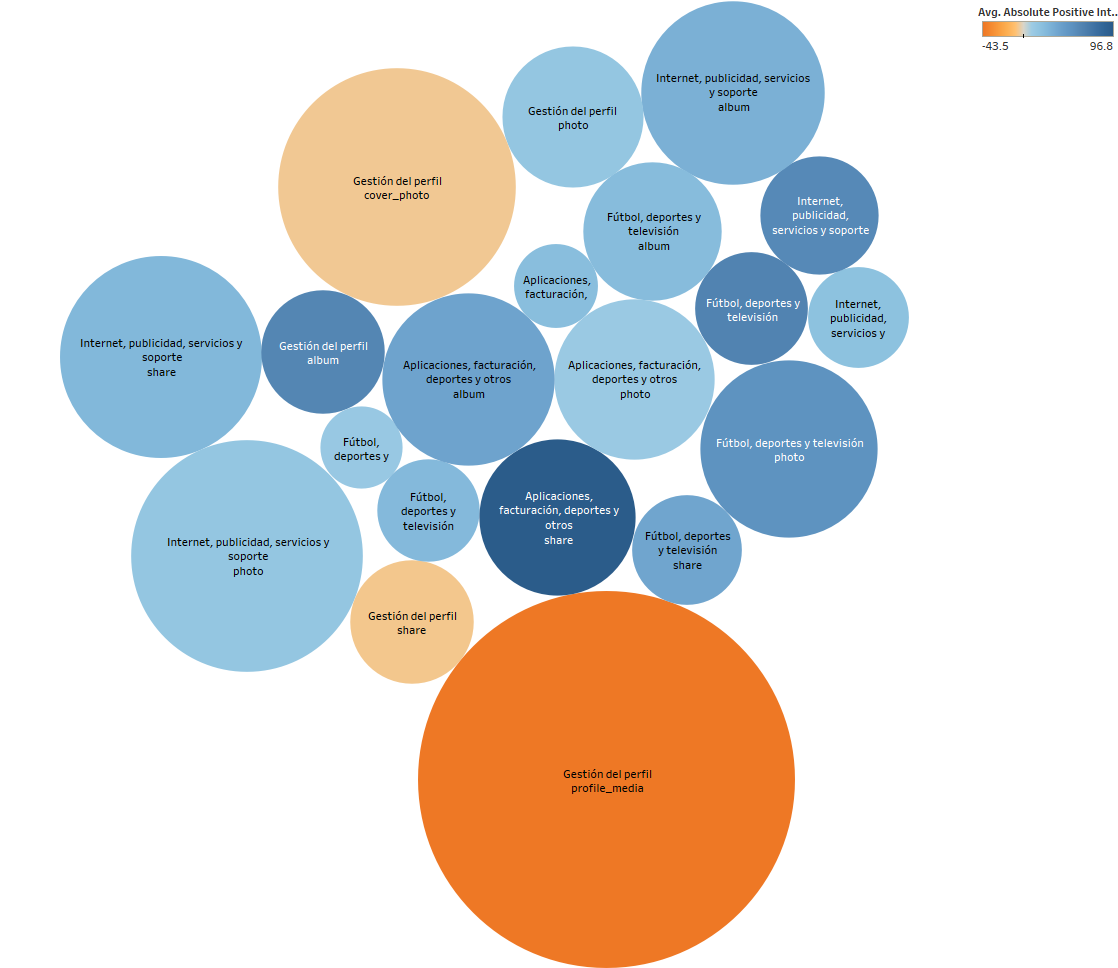 Avg. Absolute Positive Int..
-43.5 96.8
Internet, publicidad, servicios
y soporte
album
Gestión del perfil
photo
Gestión del perfil
cover_photo
Internet,
publicidad,
servicios y soporte
Fútbol, deportes y
televisión
album
Aplicaciones,
facturación,
Fútbol, deportes y
televisión
Internet,
publicidad,
servicios y
Internet, publicidad, servicios y
soporte
share
Gestión del perfil
album
Aplicaciones, facturación,
deportes y otros
album
Aplicaciones, facturación,
deportes y otros
photo
Fútbol, deportes y televisión
photo
Fútbol,
deportes y
Fútbol,
deportes y
televisión
Aplicaciones,
facturación, deportes y
otros
share
Fútbol, deportes
y televisión
share
Internet, publicidad, servicios y
soporte
photo
Gestión del perfil
share
Gestión del perfil
profile_media